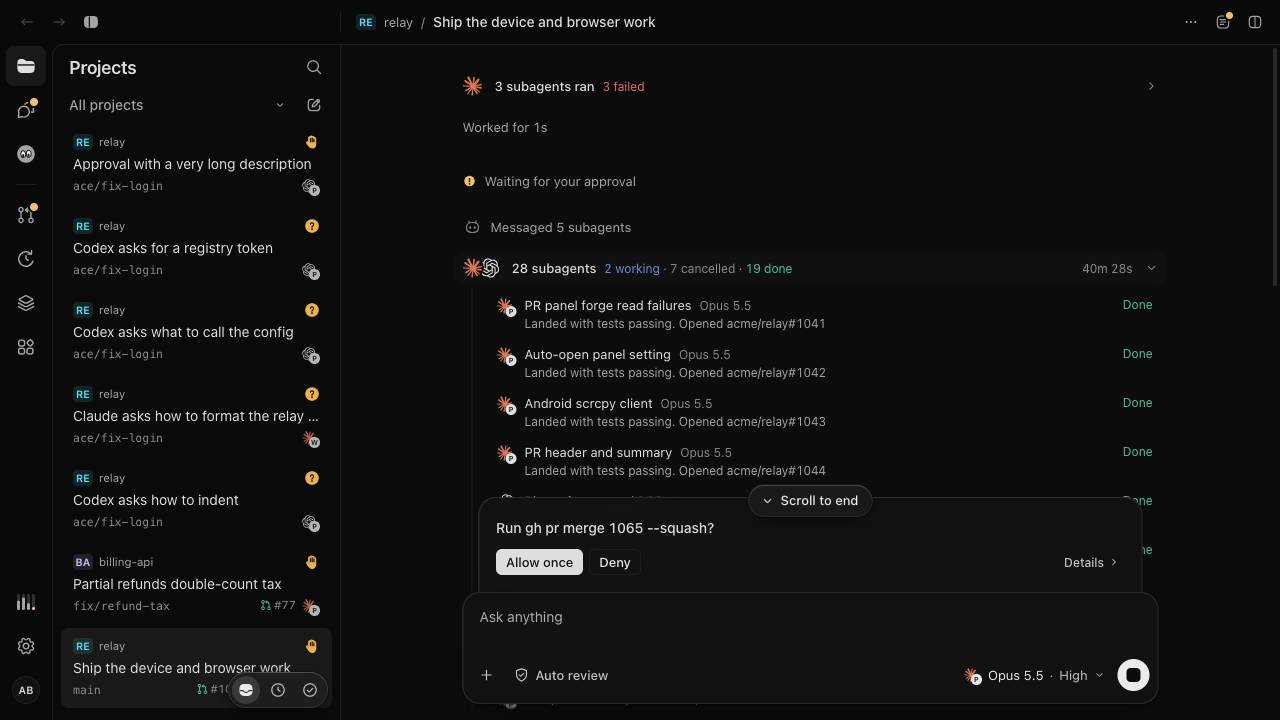 RE relay / Ship the device and browser work
Projects
All projects
RE relay
Approval with a very long description
ace/fix-login
RE relay
Codex asks for a registry token
ace/fix-login
RE relay
Codex asks what to call the config
ace/fix-login
RE relay
Claude asks how to format the relay ...
ace/fix-login
RE relay
Codex asks how to indent
ace/fix-login
BA billing-api
Partial refunds double-count tax
fix/refund-tax #77
RE relay
Ship the device and browser work
main
AB
3 subagents ran 3 failed
Worked for 1s
Waiting for your approval
Messaged 5 subagents
28 subagents 2 working · 7 cancelled · 19 done 40m 28s
PR panel forge read failures Opus 5.5 Done
Landed with tests passing. Opened acme/relay#1041
Auto-open panel setting Opus 5.5 Done
Landed with tests passing. Opened acme/relay#1042
Android scrcpy client Opus 5.5 Done
Landed with tests passing. Opened acme/relay#1043
PR header and summary Opus 5.5 Done
Landed with tests passing. Opened acme/relay#1044
Scroll to end
Run gh pr merge 1065 --squash?
Allow once Deny Details
Ask anything
Auto review Opus 5.5 · High